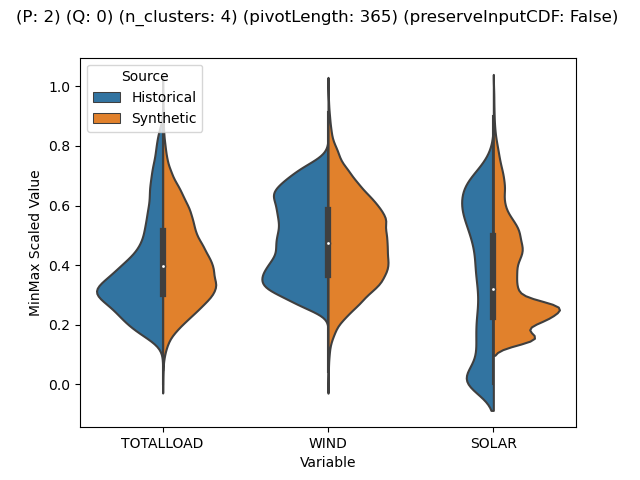 (P: 2) (Q: 0) (n_clusters: 4) (pivotLength: 365) (preserveInputCDF: False)
Source
Historical
Synthetic
1.0
0.8
0.6
0.4
0.2
0.0
MinMax Scaled Value
TOTALLOAD WIND SOLAR
Variable